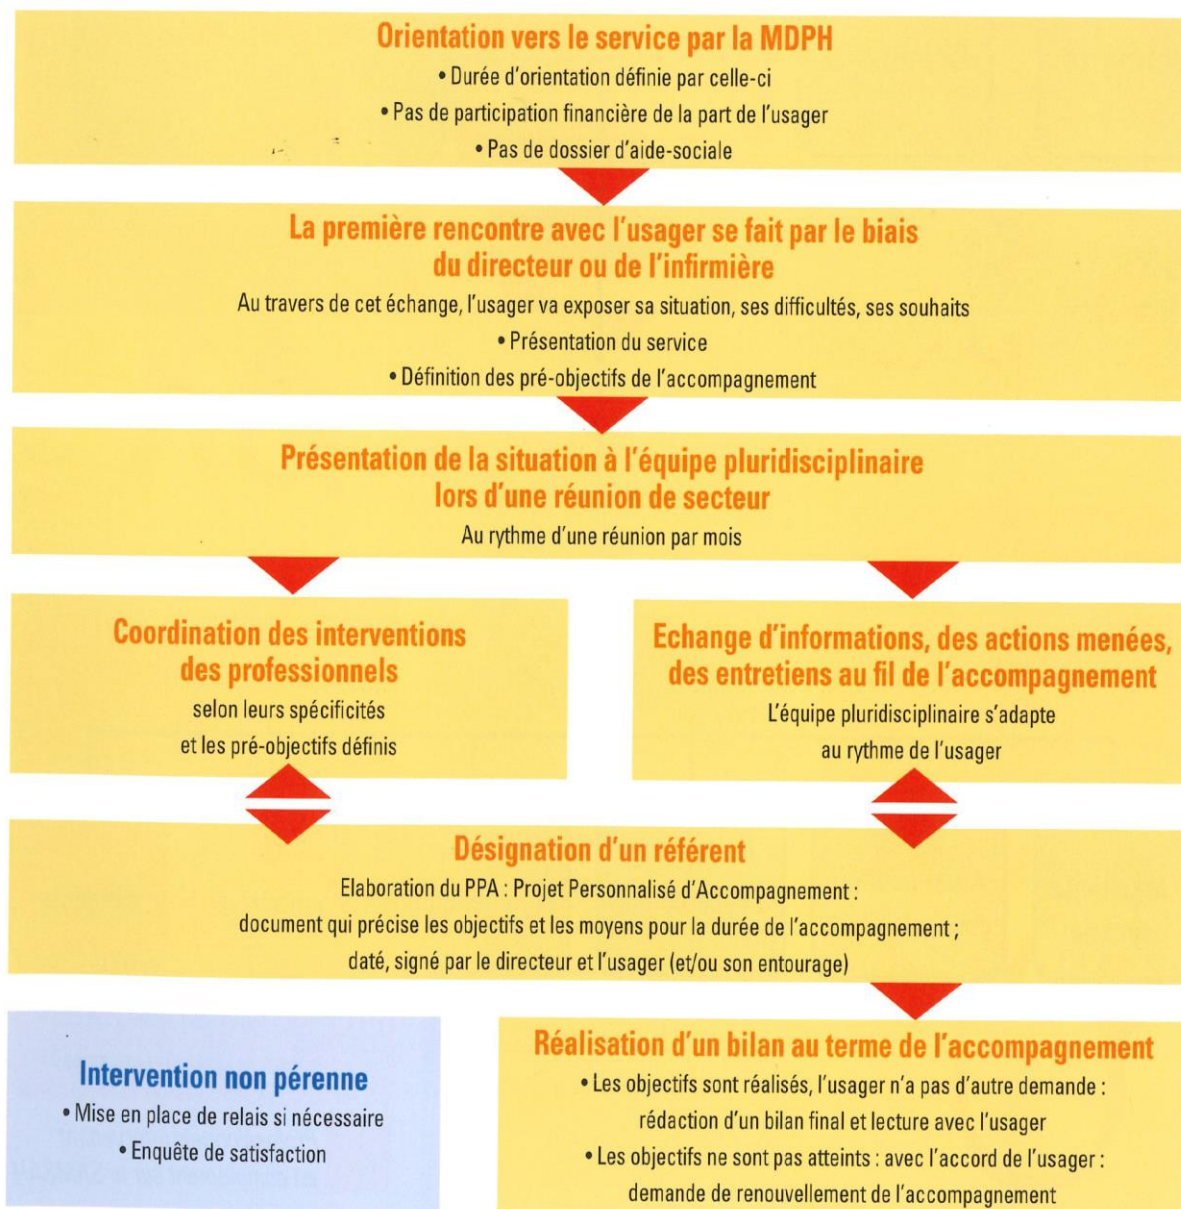 Orientation vers le service par la MDPH
• Durée d'orientation définie par celle-ci
• Pas de participation financière de la part de l'usager
• Pas de dossier d'aide-sociale
La première rencontre avec l'usager se fait par le biais
du directeur ou de l'infirmière
Au travers de cet échange, l'usager va exposer sa situation, ses difficultés, ses souhaits
• Présentation du service
• Définition des pré-objectifs de l'accompagnement
Présentation de la situation à l'équipe pluridisciplinaire
lors d'une réunion de secteur
Au rythme d'une réunion par mois
Coordination des interventions
des professionnels
selon leurs spécificités
et les pré-objectifs définis
Echange d'informations, des actions menées,
des entretiens au fil de l'accompagnement
L'équipe pluridisciplinaire s'adapte
au rythme de l'usager
Désignation d'un référent
Elaboration du PPA : Projet Personnalisé d'Accompagnement :
document qui précise les objectifs et les moyens pour la durée de l'accompagnement ;
daté, signé par le directeur et l'usager (et/ou son entourage)
Intervention non pérenne
• Mise en place de relais si nécessaire
• Enquête de satisfaction
Réalisation d'un bilan au terme de l'accompagnement
• Les objectifs sont réalisés, l'usager n'a pas d'autre demande :
rédaction d'un bilan final et lecture avec l'usager
• Les objectifs ne sont pas atteints : avec l'accord de l'usager :
demande de renouvellement de l'accompagnement